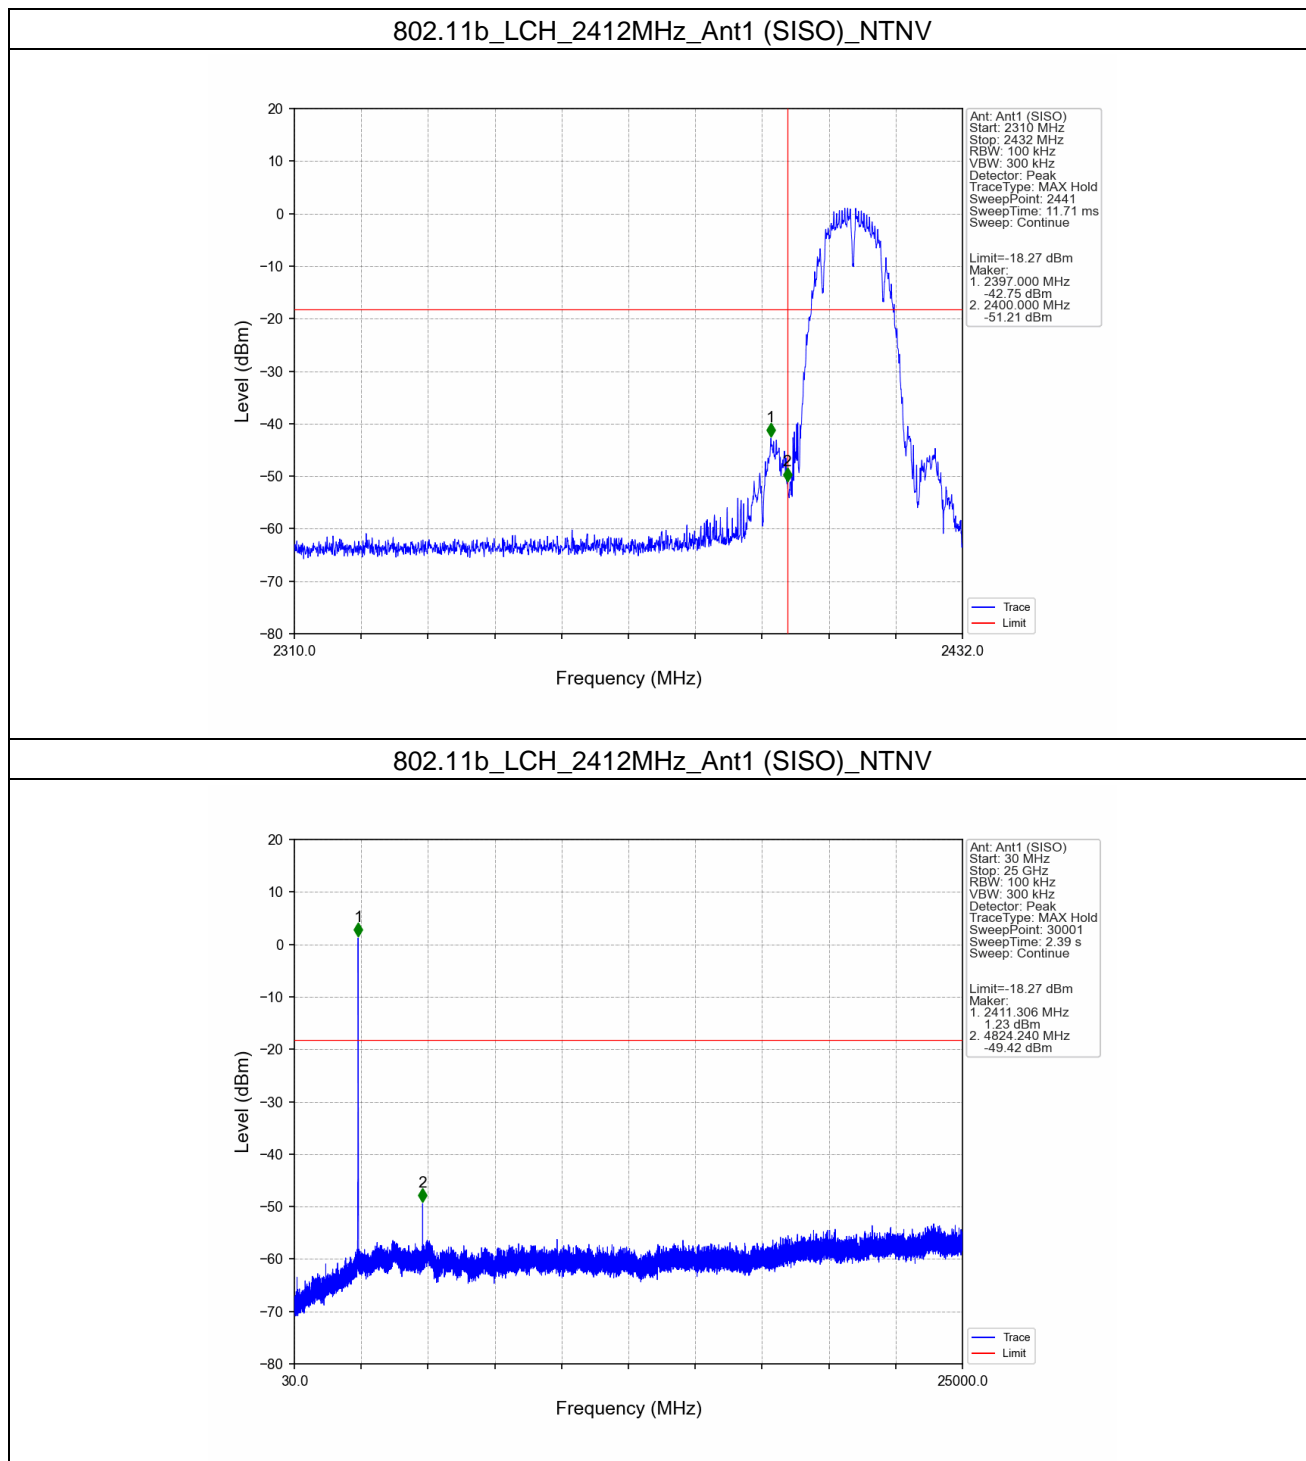 802.11b_LCH_2412MHz_Ant1 (SISO)_NTNV
20
10
0
−10
−20
−30
−40
−50
−60
−70
−80
Level (dBm)
1
2
2310.0
2432.0
Frequency (MHz)
Ant: Ant1 (SISO)
Start: 2310 MHz
Stop: 2432 MHz
RBW: 100 kHz
VBW: 300 kHz
Detector: Peak
TraceType: MAX Hold
SweepPoint: 2441
SweepTime: 11.71 ms
Sweep: Continue
Limit=-18.27 dBm
Maker:
1. 2397.000 MHz
-42.75 dBm
2. 2400.000 MHz
-51.21 dBm
Trace
Limit
802.11b_LCH_2412MHz_Ant1 (SISO)_NTNV
20
10
0
−10
−20
−30
−40
−50
−60
−70
−80
Level (dBm)
1
2
30.0
25000.0
Frequency (MHz)
Ant: Ant1 (SISO)
Start: 30 MHz
Stop: 25 GHz
RBW: 100 kHz
VBW: 300 kHz
Detector: Peak
TraceType: MAX Hold
SweepPoint: 30001
SweepTime: 2.39 s
Sweep: Continue
Limit=-18.27 dBm
Maker:
1. 2411.306 MHz
1.23 dBm
2. 4824.240 MHz
-49.42 dBm
Trace
Limit